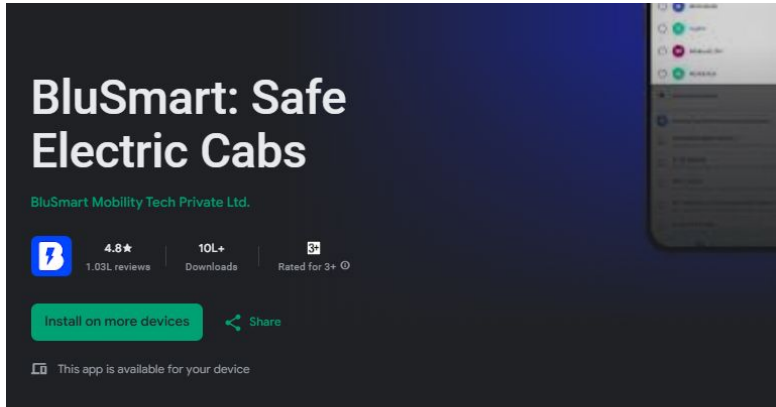 BluSmart: Safe
Electric Cabs
BluSmart Mobility Tech Private Ltd.
4.8★
1.03L reviews
10L+
Downloads
3+
Rated for 3+
Install on more devices
Share
This app is available for your device